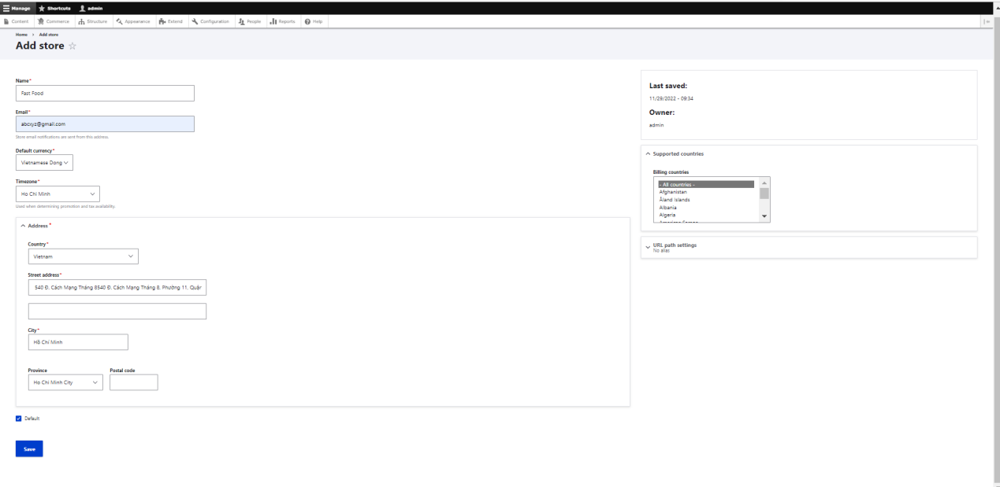 Manage Shortcuts admin
Content Commerce Structure Appearance Extend Configuration People Reports Help
Home > Add store
Add store
Name*
Fast Food
Email*
abcxyz@gmail.com
Store email notifications are sent from this address.
Default currency*
Vietnamese Dong
Timezone*
Ho Chi Minh
Used when determining promotion and tax availability.
Address*
Country*
Vietnam
Street address*
540 Đ. Cách Mạng Tháng 8540 Đ. Cách Mạng Tháng 8, Phường 11, Quận
City*
Hồ Chí Minh
Province
Postal code
Ho Chi Minh City
Default
Save
Last saved:
11/29/2022 - 09:34
Owner:
admin
Supported countries
Billing countries
- All countries -
Afghanistan
Åland Islands
Albania
Algeria
URL path settings
No alias